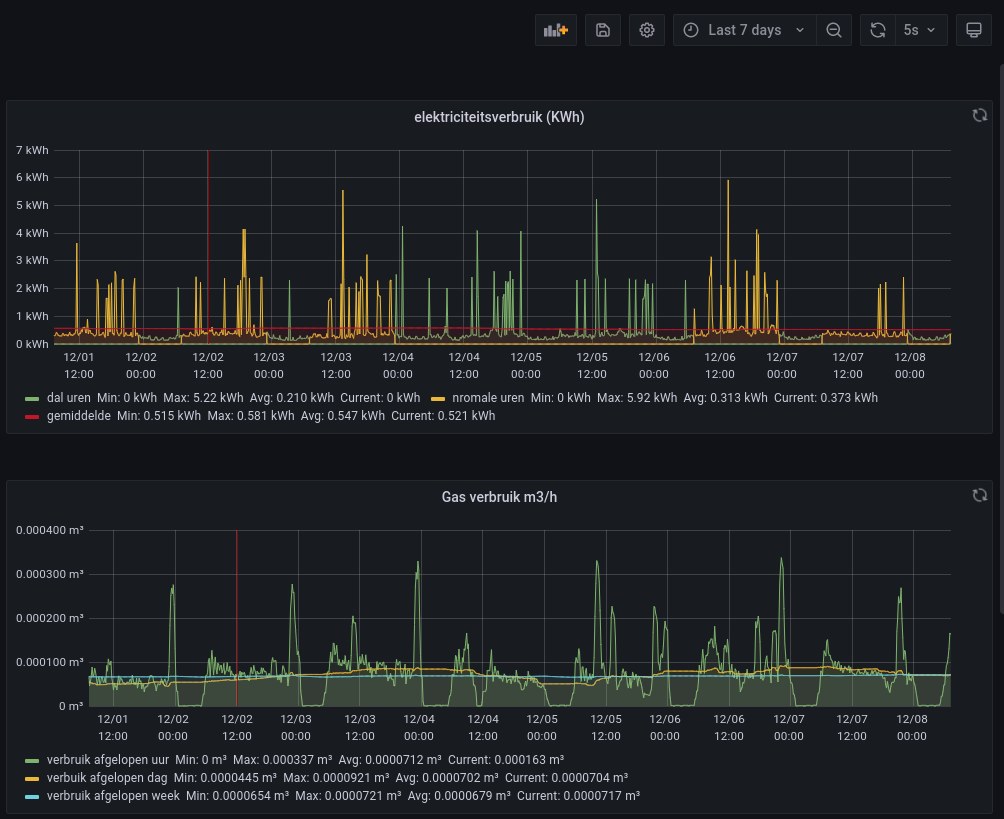 Last 7 days 5s
elektriciteitsverbruik (KWh)
7 kWh
6 kWh
5 kWh
4 kWh
3 kWh
2 kWh
1 kWh
0 kWh
12/01 12/02 12/02 12/03 12/03 12/04 12/04 12/05 12/05 12/06 12/06 12/07 12/07 12/08
12:00 00:00 12:00 00:00 12:00 00:00 12:00 00:00 12:00 00:00 12:00 00:00 12:00 00:00
dal uren Min: 0 kWh Max: 5.22 kWh Avg: 0.210 kWh Current: 0 kWh nromale uren Min: 0 kWh Max: 5.92 kWh Avg: 0.313 kWh Current: 0.373 kWh
gemiddelde Min: 0.515 kWh Max: 0.581 kWh Avg: 0.547 kWh Current: 0.521 kWh
Gas verbruik m3/h
0.000400 m³
0.000300 m³
0.000200 m³
0.000100 m³
0 m³
12/01 12/02 12/02 12/03 12/03 12/04 12/04 12/05 12/05 12/06 12/06 12/07 12/07 12/08
12:00 00:00 12:00 00:00 12:00 00:00 12:00 00:00 12:00 00:00 12:00 00:00 12:00 00:00
verbruik afgelopen uur Min: 0 m³ Max: 0.000337 m³ Avg: 0.0000712 m³ Current: 0.000163 m³
verbuik afgelopen dag Min: 0.0000445 m³ Max: 0.0000921 m³ Avg: 0.0000702 m³ Current: 0.0000704 m³
verbruik afgelopen week Min: 0.0000654 m³ Max: 0.0000721 m³ Avg: 0.0000679 m³ Current: 0.0000717 m³